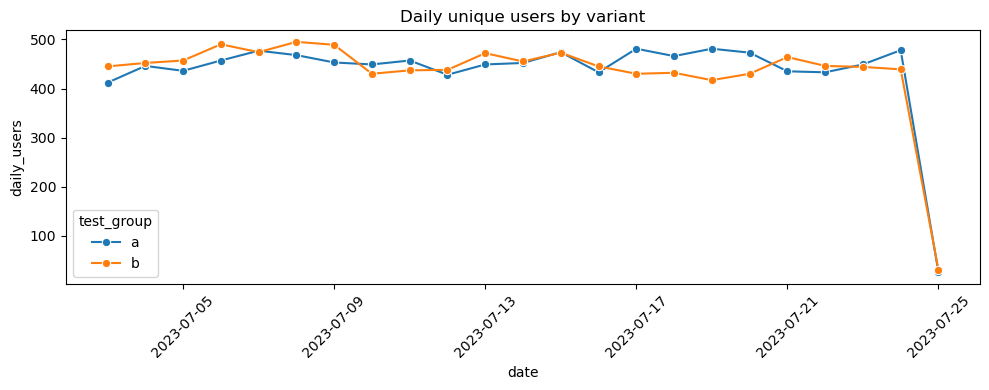 Daily unique users by variant
500
400
300
200
100
daily_users
test_group
a
b
2023-07-05
2023-07-09
2023-07-13
2023-07-17
2023-07-21
2023-07-25
date